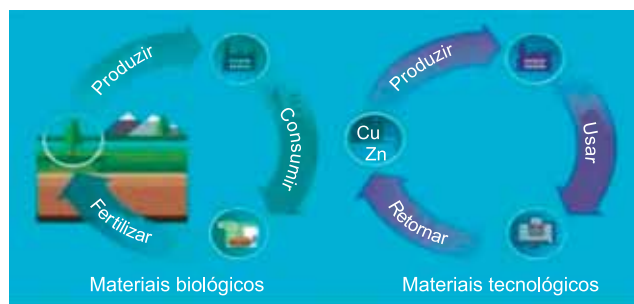 Produzir
Consumir
Fertilizar
Materiais biológicos
Produzir
Cu
Zn
Usar
Retornar
Materiais tecnológicos